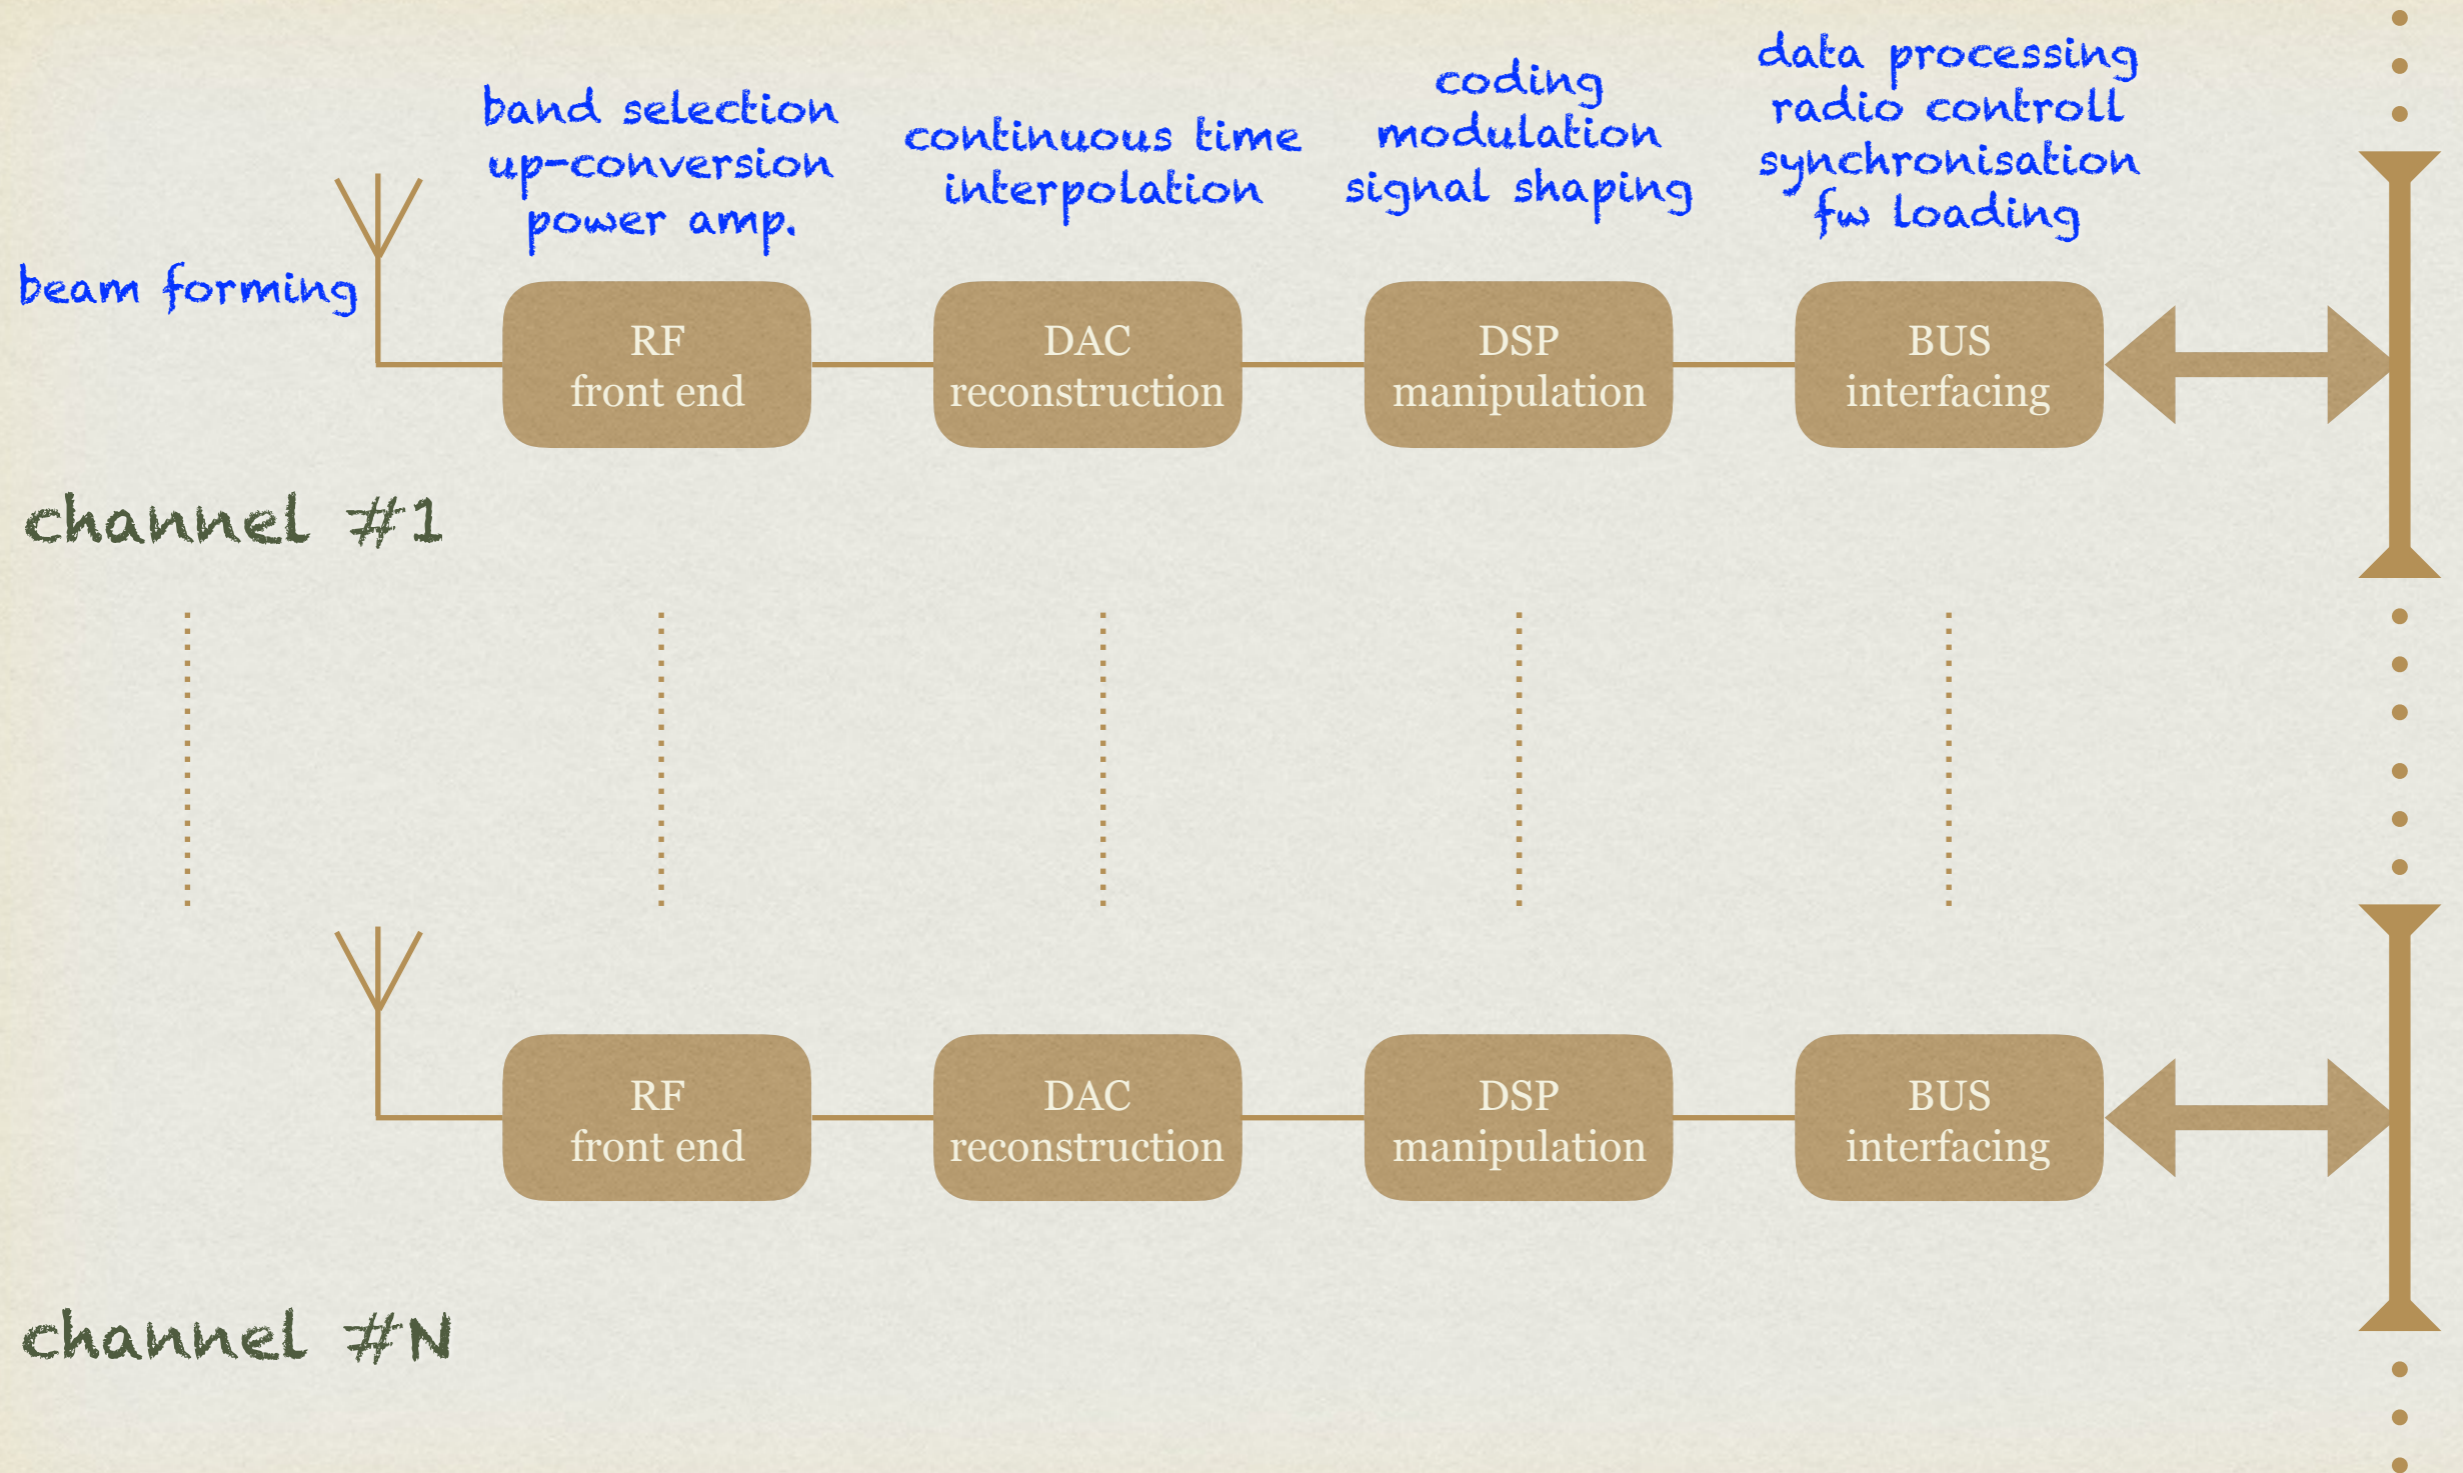 beam forming
band selection
up-conversion
power amp.
continuous time
interpolation
coding
modulation
signal shaping
data processing
radio controll
synchronisation
fw loading
RF
front end
DAC
reconstruction
DSP
manipulation
BUS
interfacing
channel #1
RF
front end
DAC
reconstruction
DSP
manipulation
BUS
interfacing
channel #N